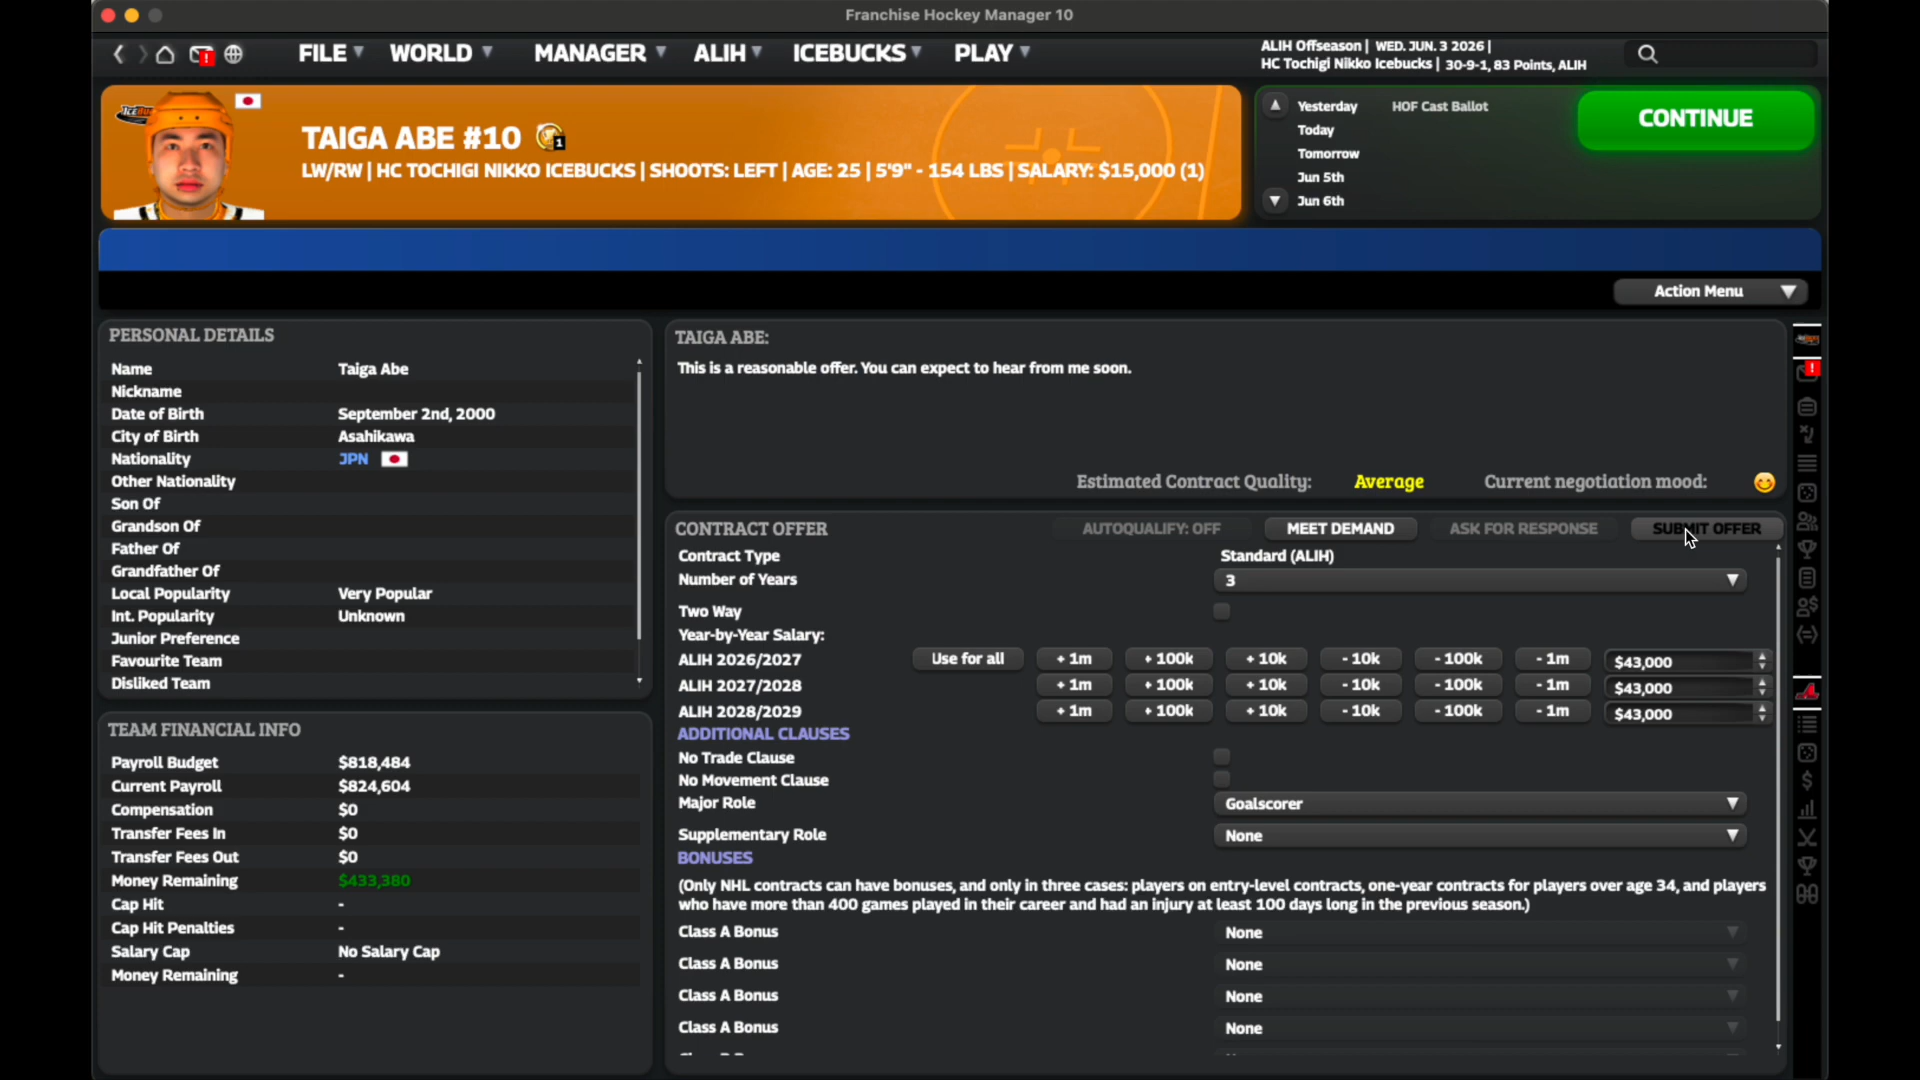 Franchise Hockey Manager 10
FILE WORLD MANAGER ALIH ICEBUCKS PLAY
ALIH Offseason | WED. JUN. 3 2026 |
HC Tochigi Nikko Icebucks | 30-9-1, 83 Points, ALIH
TAIGA ABE #10
1
LW/RW | HC TOCHIGI NIKKO ICEBUCKS | SHOOTS: LEFT | AGE: 25 | 5'9" - 154 LBS | SALARY: $15,000 (1)
Yesterday HOF Cast Ballot
Today
Tomorrow
Jun 5th
Jun 6th
CONTINUE
Action Menu
PERSONAL DETAILS
Name Taiga Abe
Nickname
Date of Birth September 2nd, 2000
City of Birth Asahikawa
Nationality JPN
Other Nationality
Son Of
Grandson Of
Father Of
Grandfather Of
Local Popularity Very Popular
Int. Popularity Unknown
Junior Preference
Favourite Team
Disliked Team
TEAM FINANCIAL INFO
Payroll Budget $818,484
Current Payroll $824,604
Compensation $0
Transfer Fees In $0
Transfer Fees Out $0
Money Remaining $433,380
Cap Hit -
Cap Hit Penalties -
Salary Cap No Salary Cap
Money Remaining -
TAIGA ABE:
This is a reasonable offer. You can expect to hear from me soon.
Estimated Contract Quality: Average Current negotiation mood:
CONTRACT OFFER AUTOQUALIFY: OFF MEET DEMAND ASK FOR RESPONSE SUBMIT OFFER
Contract Type Standard (ALIH)
Number of Years 3
Two Way
Year-by-Year Salary:
ALIH 2026/2027 Use for all + 1m + 100k + 10k - 10k - 100k - 1m $43,000
ALIH 2027/2028 + 1m + 100k + 10k - 10k - 100k - 1m $43,000
ALIH 2028/2029 + 1m + 100k + 10k - 10k - 100k - 1m $43,000
ADDITIONAL CLAUSES
No Trade Clause
No Movement Clause
Major Role Goalscorer
Supplementary Role None
BONUSES
(Only NHL contracts can have bonuses, and only in three cases: players on entry-level contracts, one-year contracts for players over age 34, and players
who have more than 400 games played in their career and had an injury at least 100 days long in the previous season.)
Class A Bonus None
Class A Bonus None
Class A Bonus None
Class A Bonus None